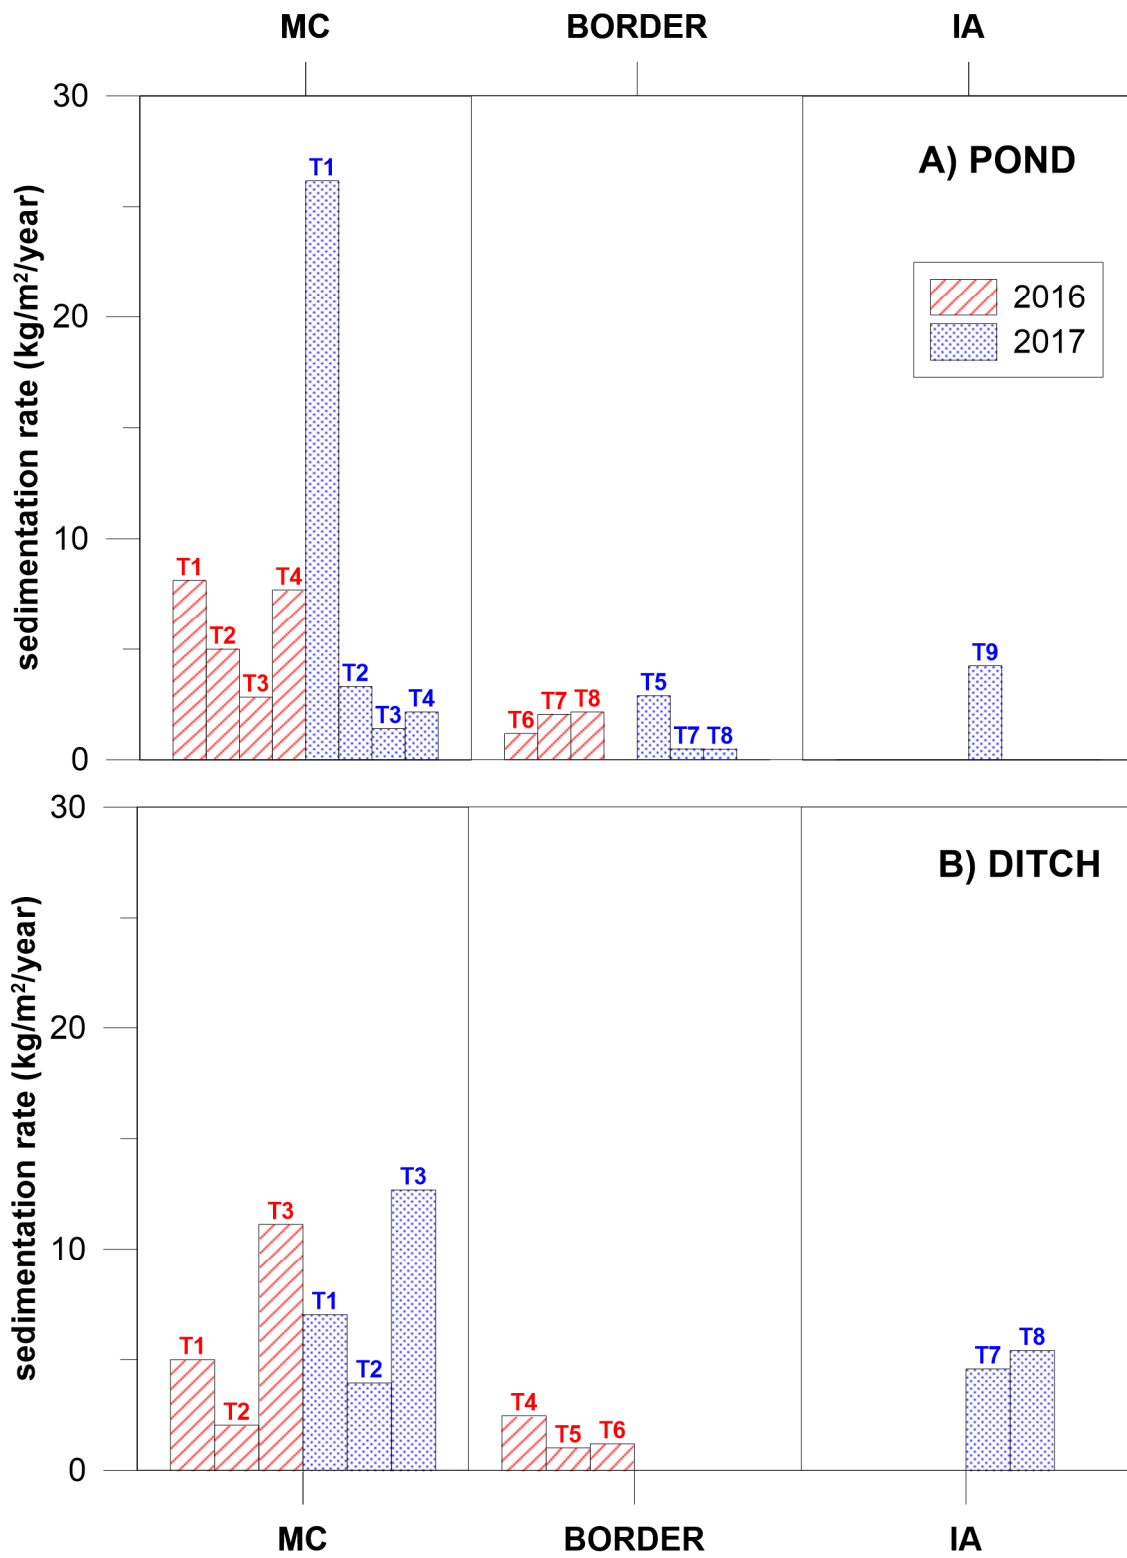 MC BORDER IA
30
A) POND
T1
2016
2017
20
sedimentation rate (kg/m²/year)
10
T1 T2 T3 T4 T2 T3 T4
T6 T7 T8 T5 T7 T8
T9
0
30
B) DITCH
20
sedimentation rate (kg/m²/year)
10
T1 T2 T3 T1 T2 T3
T4 T5 T6
T7 T8
0
MC BORDER IA